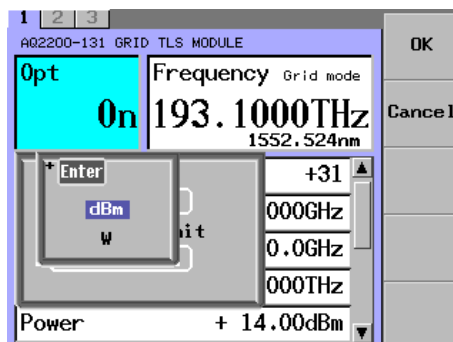 1 2 3
AQ2200-131 GRID TLS MODULE
OK
Opt
Frequency Grid mode
On
193.1000THz
1552.524nm
Cancel
+31
Enter
dBm
000GHz
W
0.0GHz
000THz
Power + 14.00dBm